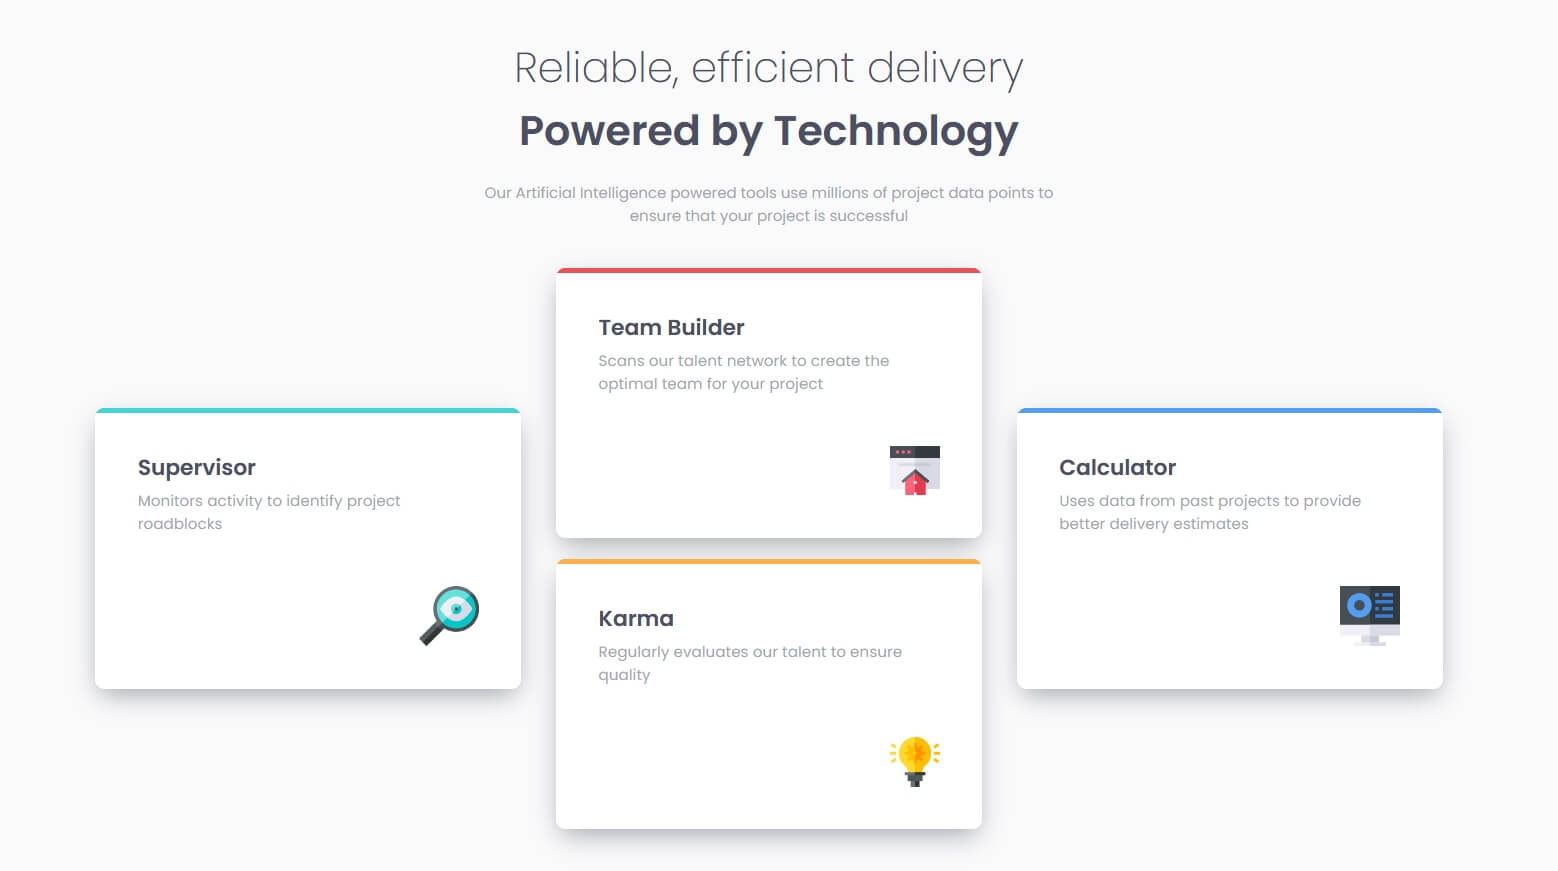 Reliable, efficient delivery
Powered by Technology
Our Artificial Intelligence powered tools use millions of project data points to
ensure that your project is successful
Team Builder
Scans our talent network to create the
optimal team for your project
Supervisor
Monitors activity to identify project
roadblocks
Calculator
Uses data from past projects to provide
better delivery estimates
Karma
Regularly evaluates our talent to ensure
quality